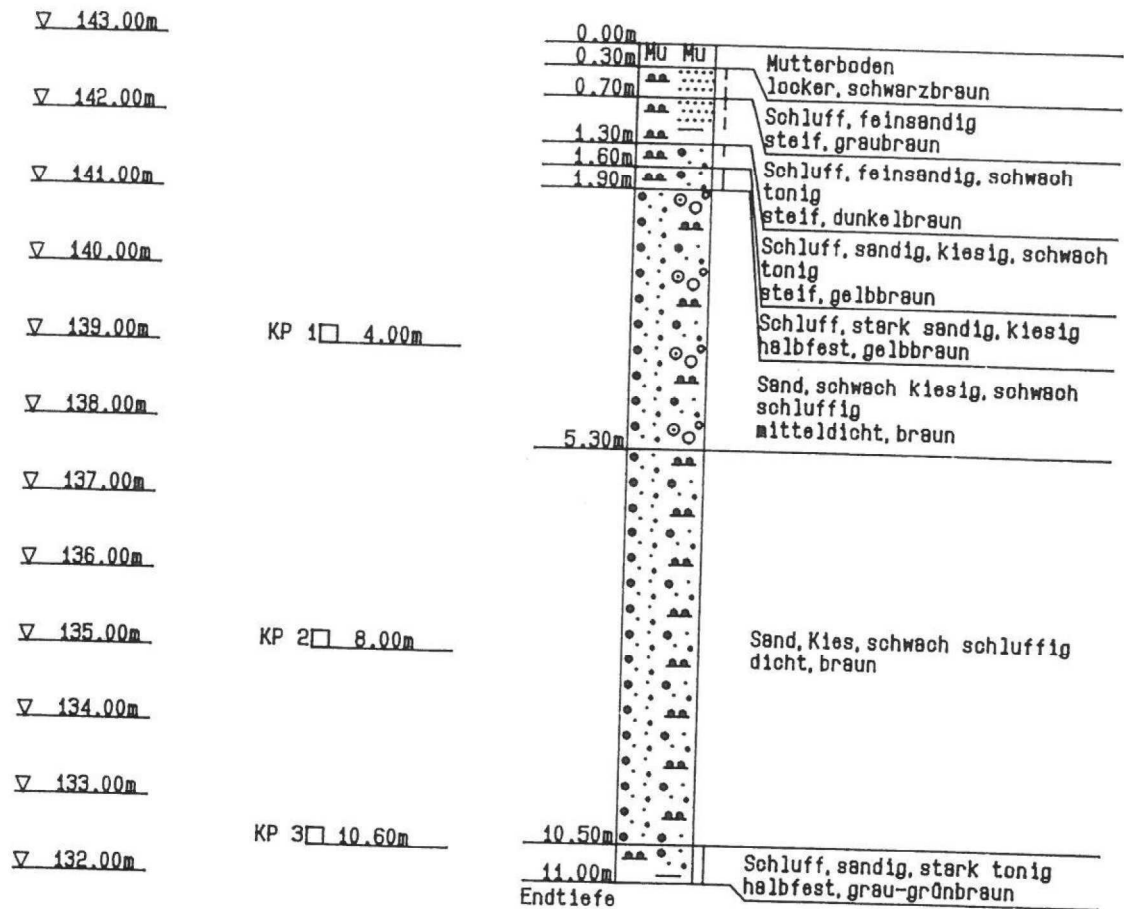 143.00m
142.00m
141.00m
140.00m
139.00m
138.00m
137.00m
136.00m
135.00m
134.00m
133.00m
132.00m
KP 1 4.00m
KP 2 8.00m
KP 3 10.60m
0.00m
0.30m
0.70m
1.30m
1.60m
1.90m
5.30m
10.50m
11.00m
Endtiefe
Mu Mu
Mutterboden
locker, schwarzbraun
Schluff, feinsandig
steif, graubraun
Schluff, feinsandig, schwach
tonig
steif, dunkelbraun
Schluff, sandig, kiesig, schwach
tonig
steif, gelbbraun
Schluff, stark sandig, kiesig
halbfest, gelbbraun
Sand, schwach kiesig, schwach
schluffig
mitteldicht, braun
Sand, Kies, schwach schluffig
dicht, braun
Schluff, sandig, stark tonig
halbfest, grau-grünbraun